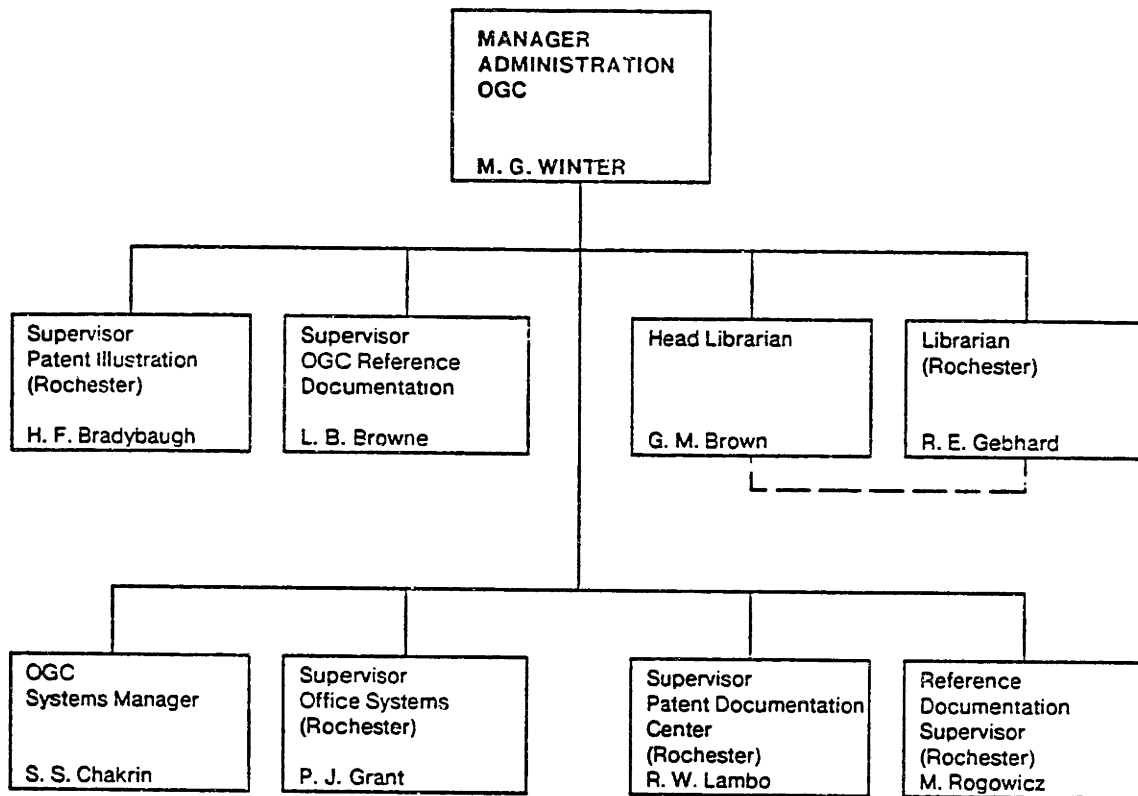 MANAGER
ADMINISTRATION
OGC
M. G. WINTER
Supervisor
Patent Illustration
(Rochester)
H. F. Bradybaugh
Supervisor
OGC Reference
Documentation
L. B. Browne
Head Librarian
G. M. Brown
Librarian
(Rochester)
R. E. Gebhard
OGC
Systems Manager
S. S. Chakrin
Supervisor
Office Systems
(Rochester)
P. J. Grant
Supervisor
Patent Documentation
Center
(Rochester)
R. W. Lambo
Reference
Documentation
Supervisor
(Rochester)
M. Rogowicz